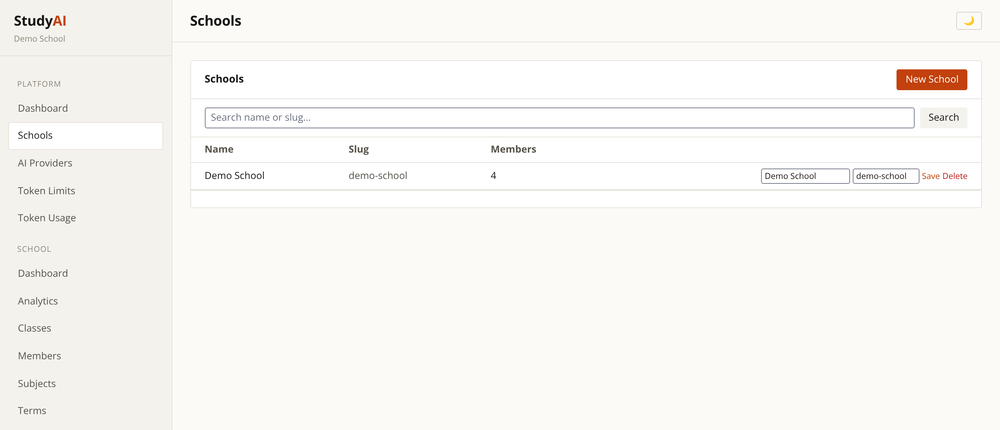 StudyAI
Demo School
PLATFORM
Dashboard
Schools
AI Providers
Token Limits
Token Usage
SCHOOL
Dashboard
Analytics
Classes
Members
Subjects
Terms
Schools
Schools
New School
Search name or slug...
Search
Name Slug Members
Demo School demo-school 4 Demo School demo-school Save Delete